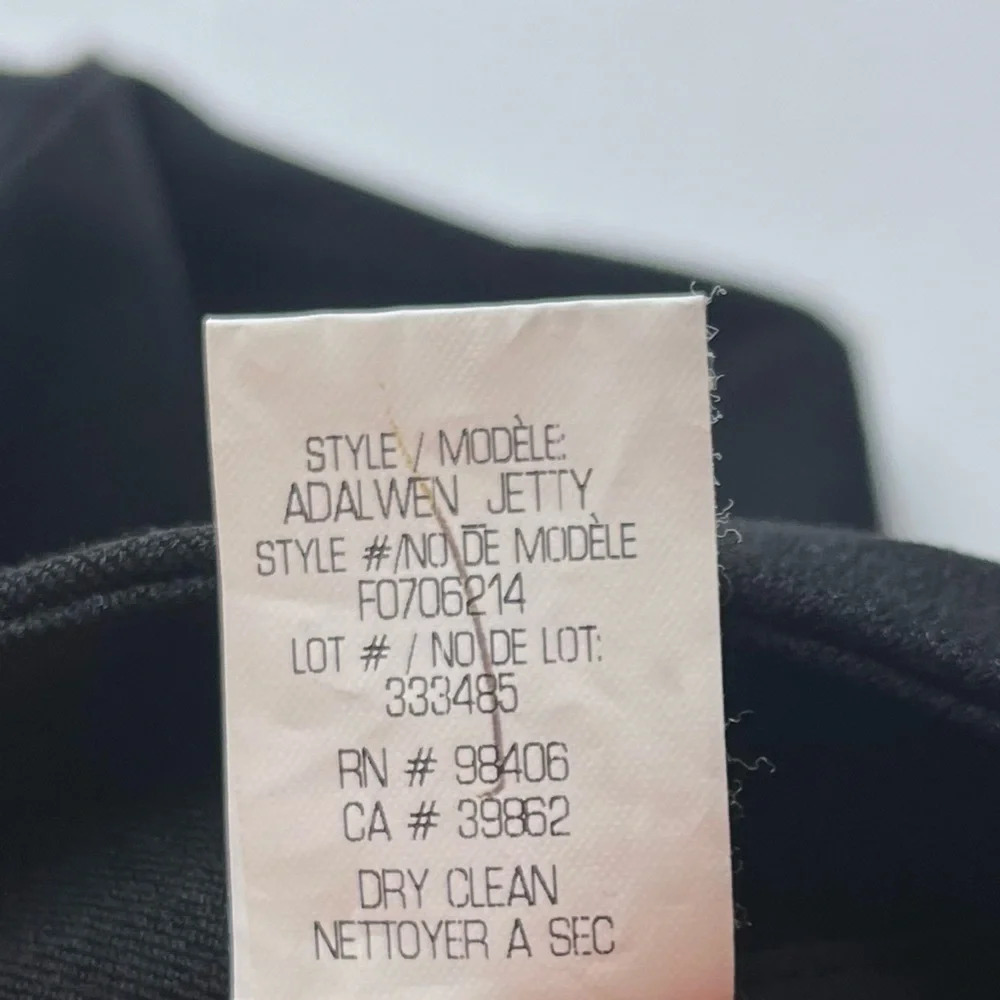 STYLE / MODÈLE:
ADALWEN JETTY
STYLE #/NO DE MODÈLE
F0706214
LOT # / NO DE LOT:
333485
RN # 98406
CA # 39862
DRY CLEAN
NETTOYER A SEC